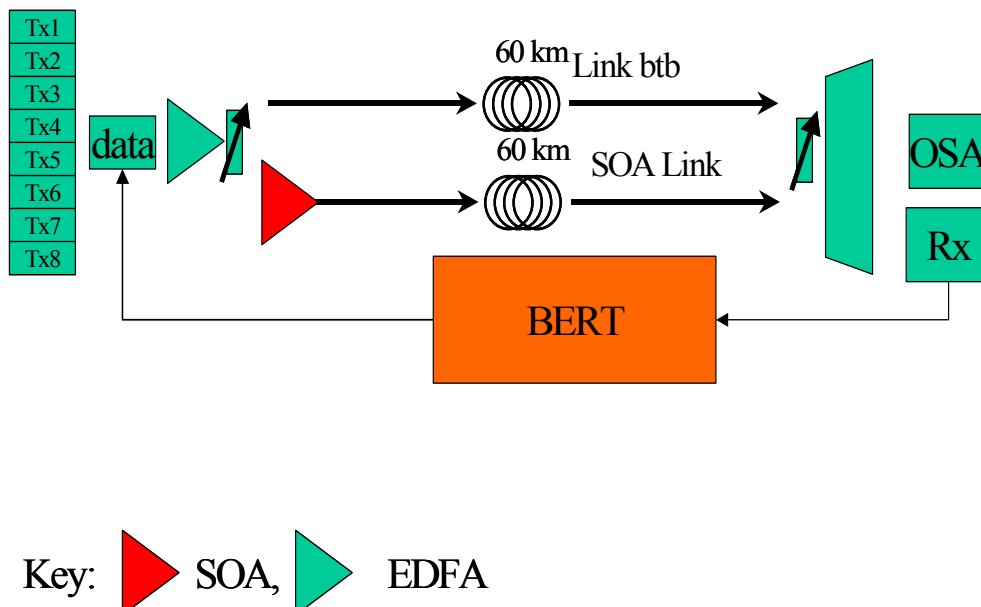 Tx1
Tx2
Tx3
Tx4
Tx5
Tx6
Tx7
Tx8
data
60 km
Link btb
60 km
SOA Link
OSA
Rx
BERT
Key: SOA, EDFA